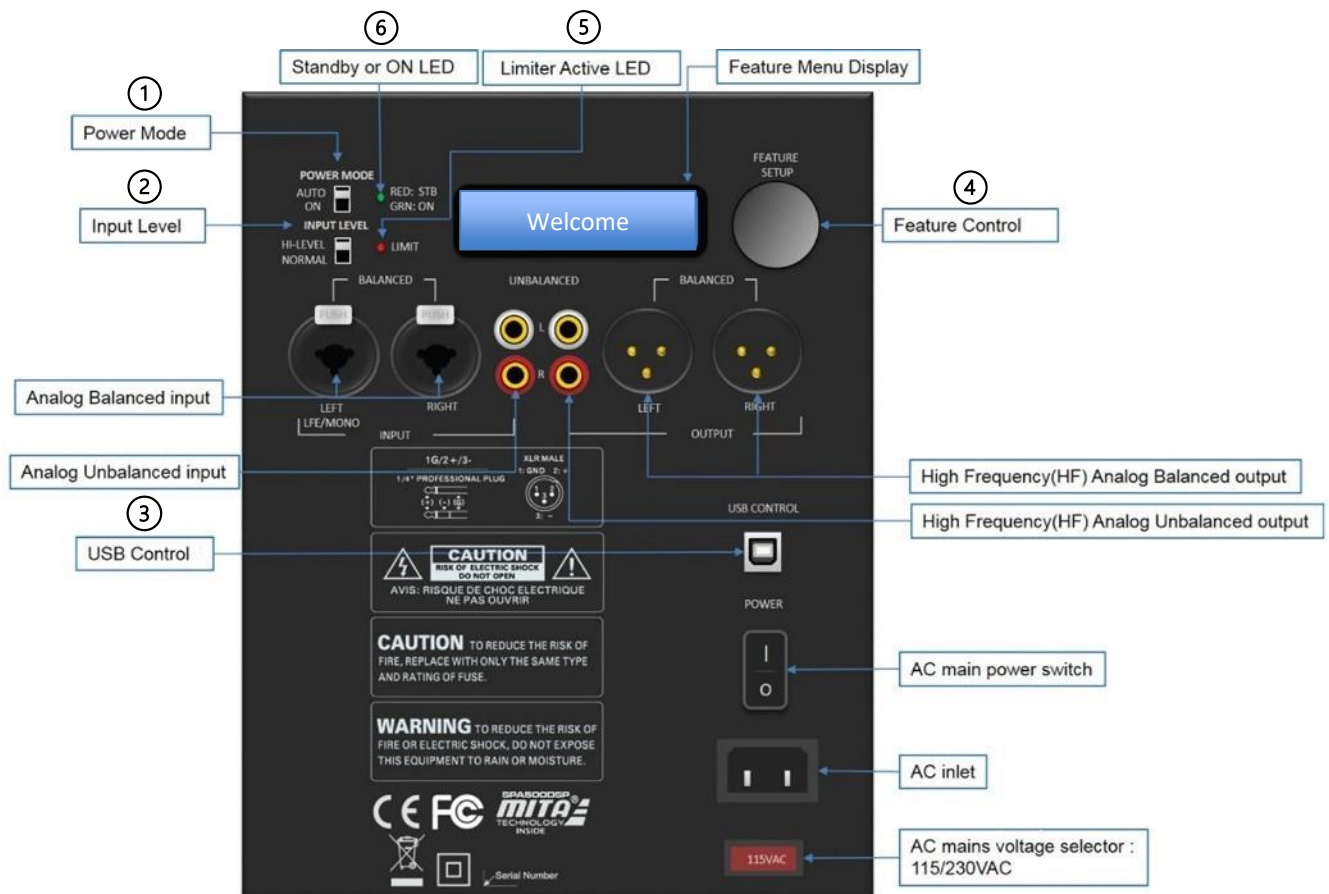 ⑥ ⑤
Standby or ON LED Limiter Active LED Feature Menu Display
①
Power Mode
②
Input Level
POWER MODE
AUTO
ON
RED: STB
GRN: ON
INPUT LEVEL
HI-LEVEL
NORMAL
LIMIT
Welcome
FEATURE
SETUP
④
Feature Control
BALANCED UNBALANCED BALANCED
PUSH PUSH
L
R
Analog Balanced input
LEFT RIGHT LEFT RIGHT
LFE/MONO
INPUT OUTPUT
Analog Unbalanced input
1G/2+/3-
1/4" PROFESSIONAL PLUG
(+) (-) (G)
XLR MALE
1: GND 2: +
1 2
3
3: −
High Frequency(HF) Analog Balanced output
High Frequency(HF) Analog Unbalanced output
③
USB Control
USB CONTROL
CAUTION
RISK OF ELECTRIC SHOCK
DO NOT OPEN
AVIS: RISQUE DE CHOC ELECTRIQUE
NE PAS OUVRIR
POWER
I
O
AC main power switch
CAUTION TO REDUCE THE RISK OF
FIRE, REPLACE WITH ONLY THE SAME TYPE
AND RATING OF FUSE.
WARNING TO REDUCE THE RISK OF
FIRE OR ELECTRIC SHOCK, DO NOT EXPOSE
THIS EQUIPMENT TO RAIN OR MOISTURE.
AC inlet
CE FC
SPA500DSP
MITA®
TECHNOLOGY
INSIDE
Serial Number
115VAC
AC mains voltage selector :
115/230VAC